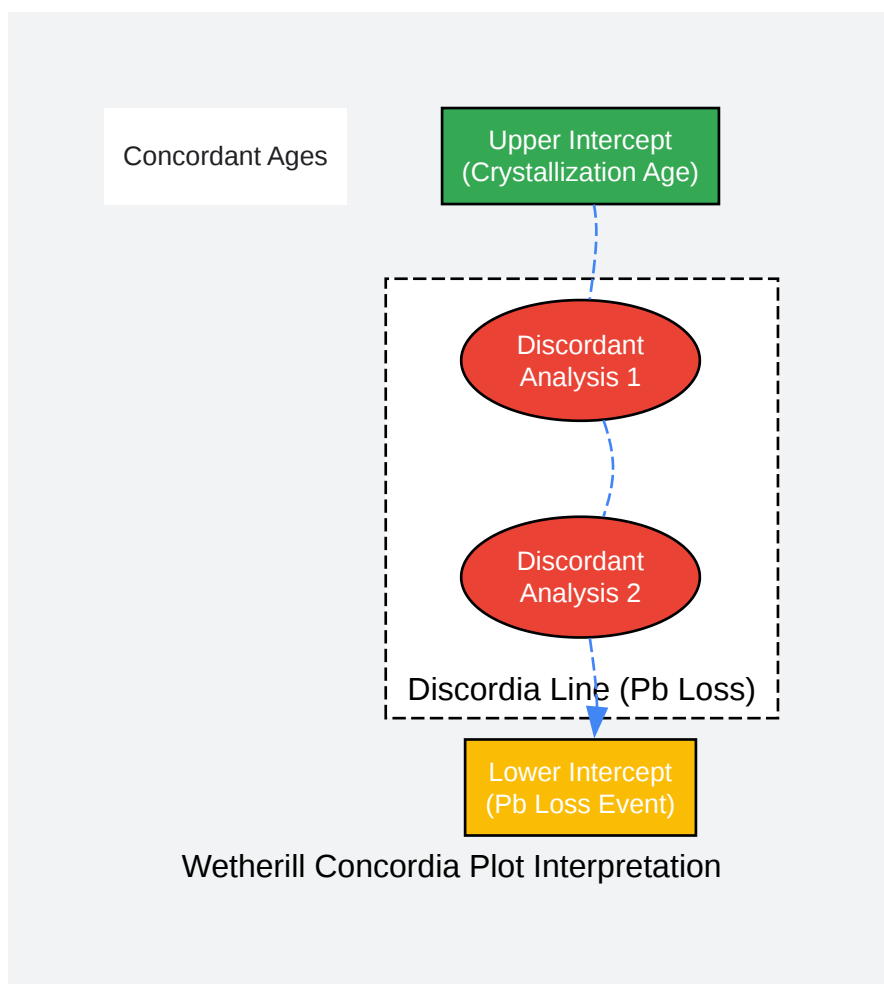 Concordant Ages
Upper Intercept
(Crystallization Age)
Discordant
Analysis 1
Discordant
Analysis 2
Discordia Line (Pb Loss)
Lower Intercept
(Pb Loss Event)
Wetherill Concordia Plot Interpretation